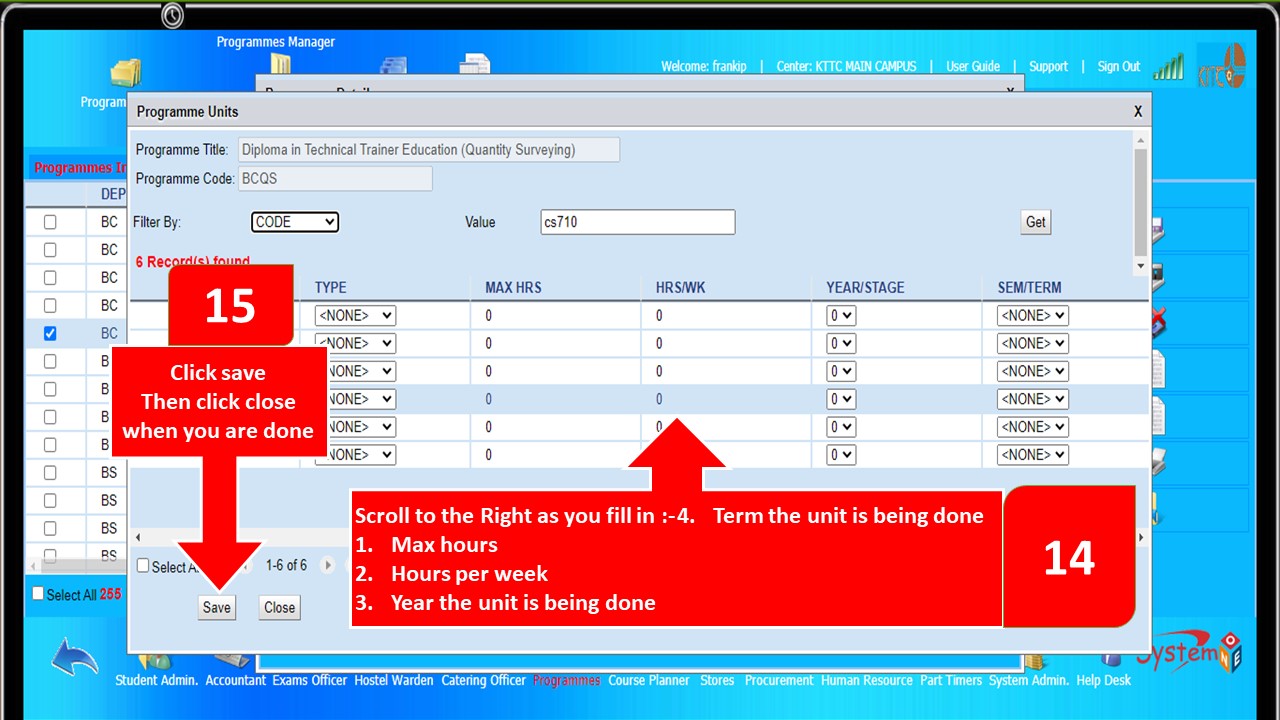 Programmes Manager
Welcome: frankip | Center: KTTC MAIN CAMPUS | User Guide | Support | Sign Out
KTTC
Programme Units X
Programme Title: Diploma in Technical Trainer Education (Quantity Surveying)
Programme Code: BCQS
Filter By: CODE Value cs710 Get
6 Record(s) found
Programmes
DEP
BC
BC
BC
BC
BC
BS
BS
BS
BS
TYPE MAX HRS HRS/WK YEAR/STAGE SEM/TERM
<NONE> 0 0 0 <NONE>
<NONE> 0 0 0 <NONE>
<NONE> 0 0 0 <NONE>
<NONE> 0 0 0 <NONE>
<NONE> 0 0 0 <NONE>
<NONE> 0 0 0 <NONE>
15
Click save
Then click close
when you are done
Scroll to the Right as you fill in :-4. Term the unit is being done
1. Max hours
2. Hours per week
3. Year the unit is being done
14
Select 1-6 of 6
Save Close
Select All 255
System NE
Student Admin. Accountant Exams Officer Hostel Warden Catering Officer Programmes Course Planner Stores Procurement Human Resource Part Timers System Admin. Help Desk